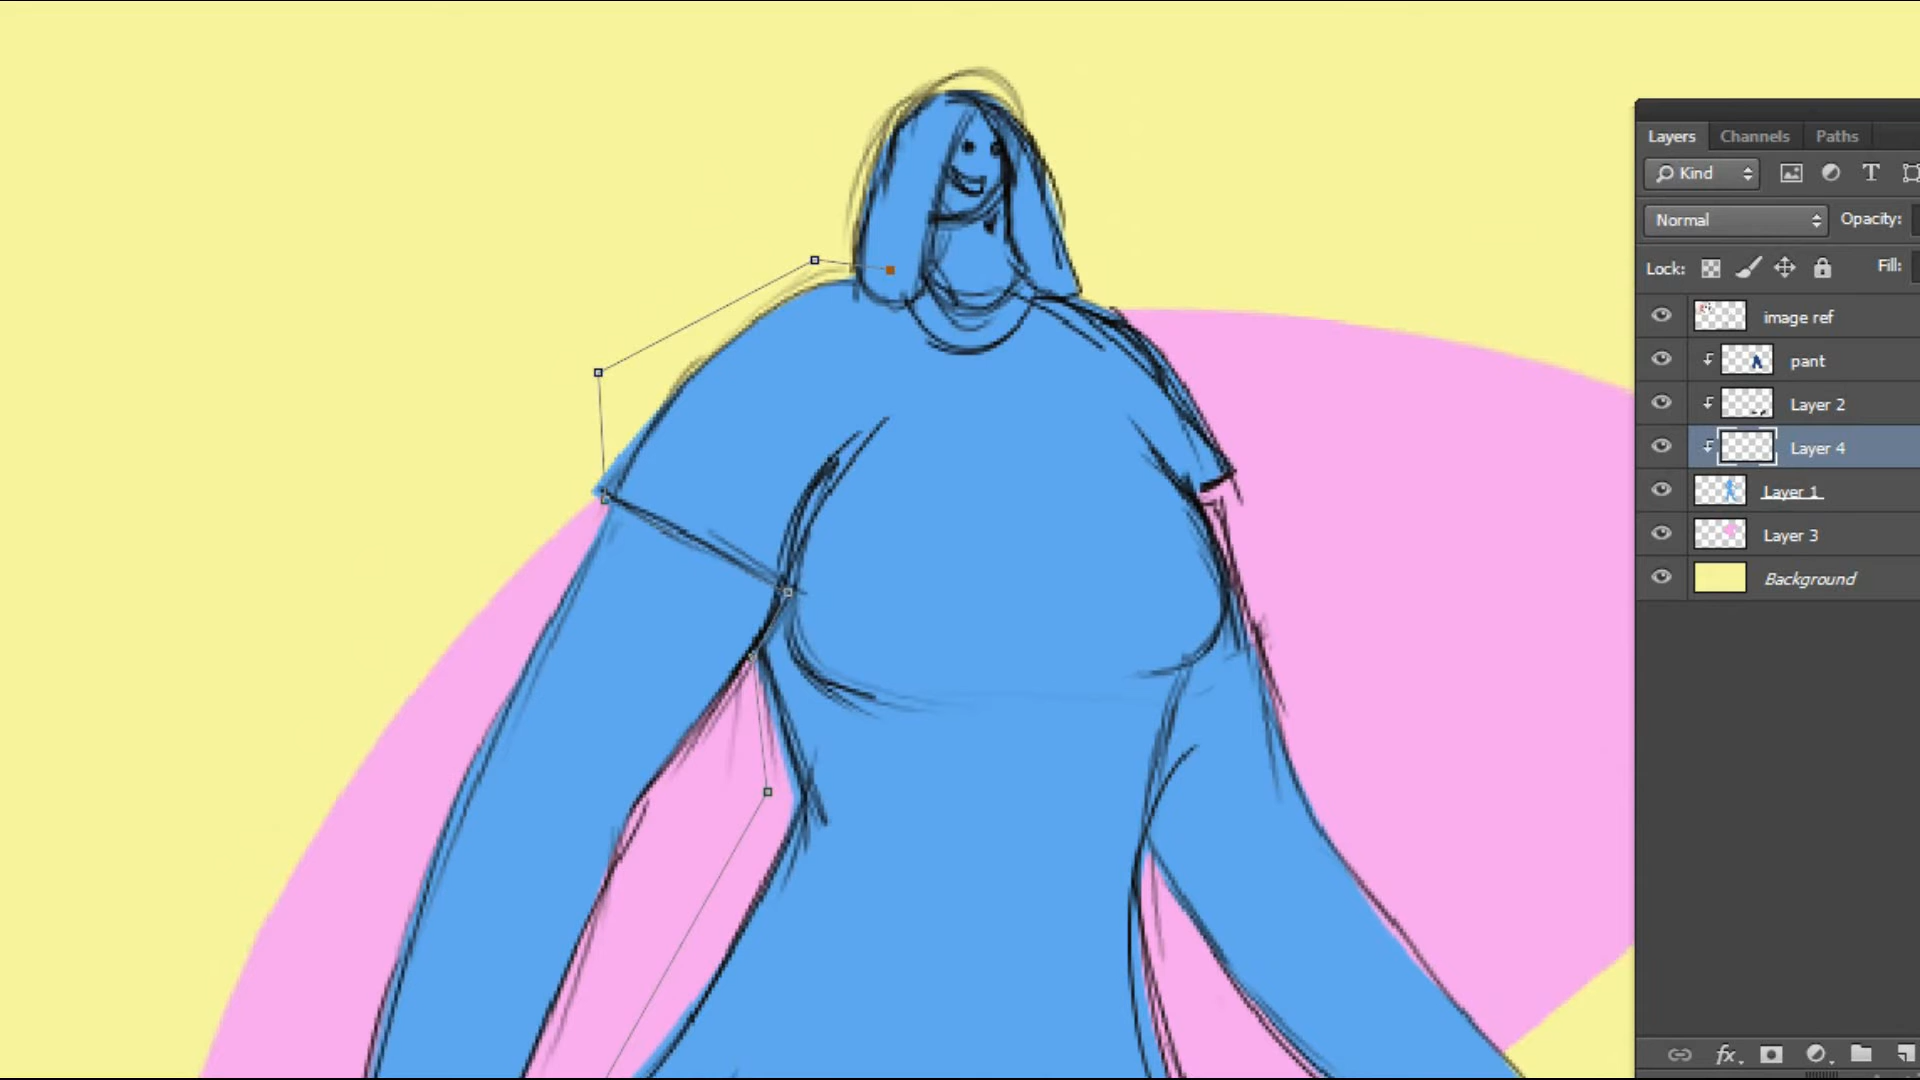 Layers Channels Paths
Kind
Normal Opacity:
Lock: Fill:
image ref
pant
Layer 2
Layer 4
Layer 1
Layer 3
Background
fx